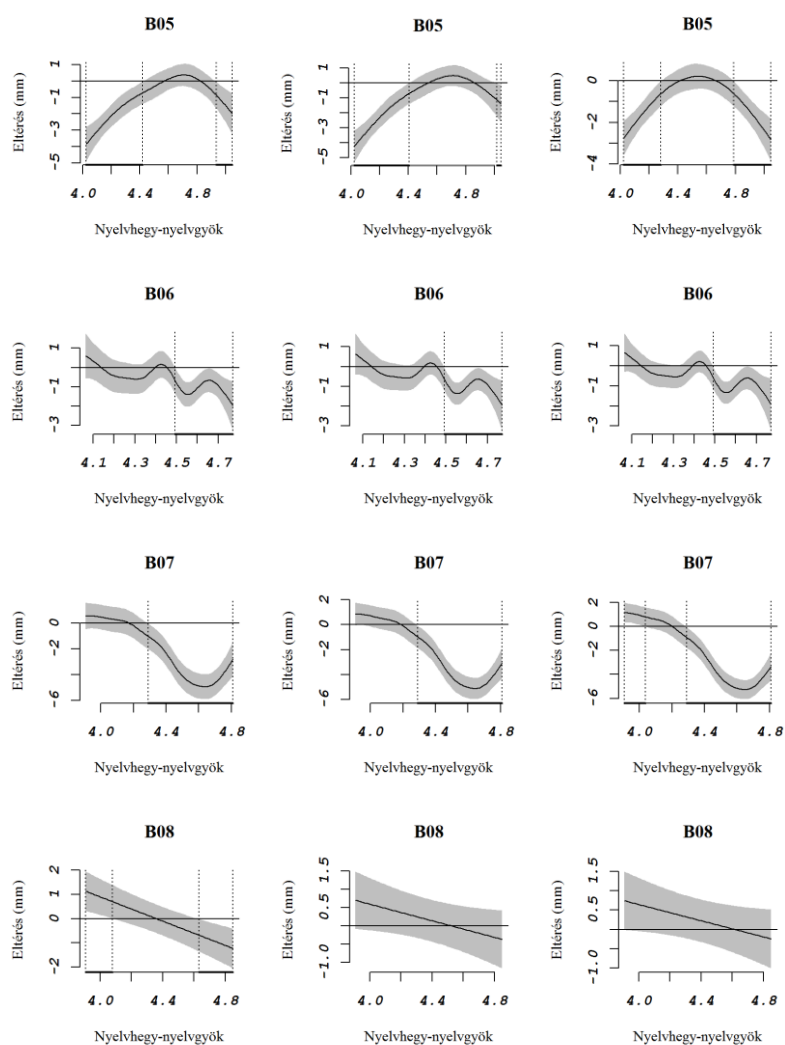 B05 B05 B05
Eltérés (mm) Eltérés (mm) Eltérés (mm)
1 -1 -3 -5 1 -1 -3 -5 0 -2 -4
4.0 4.4 4.8 4.0 4.4 4.8 4.0 4.4 4.8
Nyelvhegy-nyelvgyök Nyelvhegy-nyelvgyök Nyelvhegy-nyelvgyök
B06 B06 B06
Eltérés (mm) Eltérés (mm) Eltérés (mm)
1 -1 -3 1 -1 -3 1 -1 -3
4.1 4.3 4.5 4.7 4.1 4.3 4.5 4.7 4.1 4.3 4.5 4.7
Nyelvhegy-nyelvgyök Nyelvhegy-nyelvgyök Nyelvhegy-nyelvgyök
B07 B07 B07
Eltérés (mm) Eltérés (mm) Eltérés (mm)
0 -2 -6 2 0 -2 -6 2 0 -2 -6
4.0 4.4 4.8 4.0 4.4 4.8 4.0 4.4 4.8
Nyelvhegy-nyelvgyök Nyelvhegy-nyelvgyök Nyelvhegy-nyelvgyök
B08 B08 B08
Eltérés (mm) Eltérés (mm) Eltérés (mm)
2 1 0 -2 1.5 0.5 -1.0 1.5 0.5 -1.0
4.0 4.4 4.8 4.0 4.4 4.8 4.0 4.4 4.8
Nyelvhegy-nyelvgyök Nyelvhegy-nyelvgyök Nyelvhegy-nyelvgyök